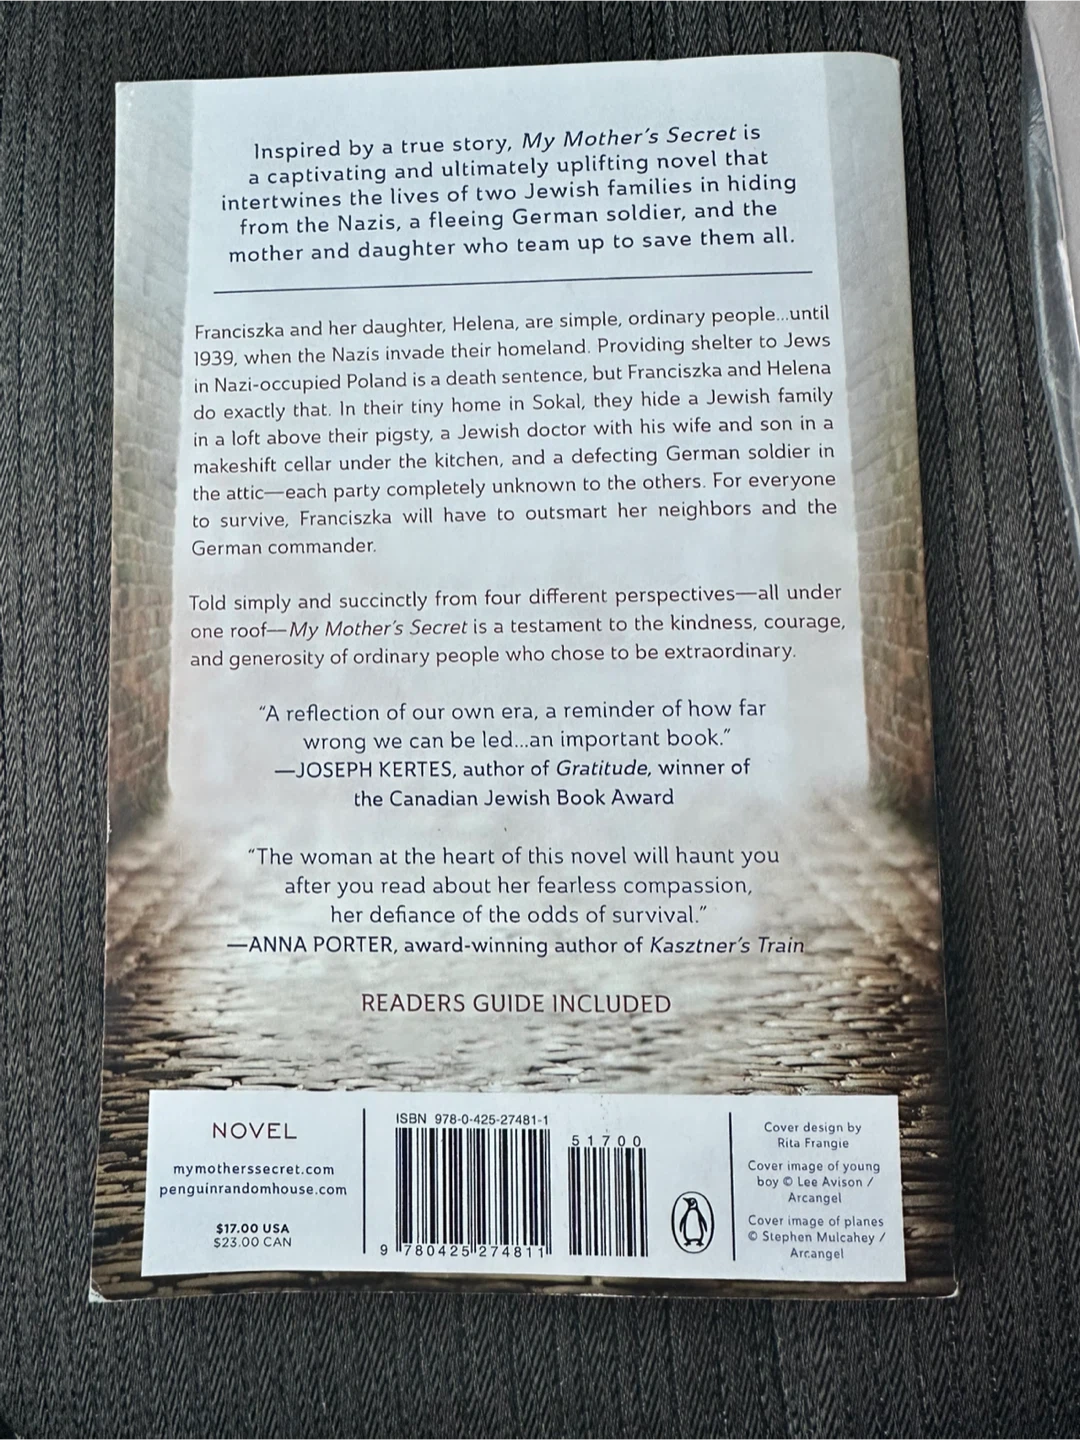 Inspired by a true story, My Mother's Secret is
a captivating and ultimately uplifting novel that
intertwines the lives of two Jewish families in hiding
from the Nazis, a fleeing German soldier, and the
mother and daughter who team up to save them all.
Franciszka and her daughter, Helena, are simple, ordinary people...until
1939, when the Nazis invade their homeland. Providing shelter to Jews
in Nazi-occupied Poland is a death sentence, but Franciszka and Helena
do exactly that. In their tiny home in Sokal, they hide a Jewish family
in a loft above their pigsty, a Jewish doctor with his wife and son in a
makeshift cellar under the kitchen, and a defecting German soldier in
the attic—each party completely unknown to the others. For everyone
to survive, Franciszka will have to outsmart her neighbors and the
German commander.
Told simply and succinctly from four different perspectives—all under
one roof—My Mother's Secret is a testament to the kindness, courage,
and generosity of ordinary people who chose to be extraordinary.
“A reflection of our own era, a reminder of how far
wrong we can be led...an important book.”
—JOSEPH KERTES, author of Gratitude, winner of
the Canadian Jewish Book Award
“The woman at the heart of this novel will haunt you
after you read about her fearless compassion,
her defiance of the odds of survival.”
—ANNA PORTER, award-winning author of Kasztner's Train
READERS GUIDE INCLUDED
NOVEL
mymotherssecret.com
penguinrandomhouse.com
$17.00 USA
$23.00 CAN
ISBN 978-0-425-27481-1
51700
9 780425 274811
Cover design by
Rita Frangie
Cover image of young
boy © Lee Avison /
Arcangel
Cover image of planes
© Stephen Mulcahey /
Arcangel